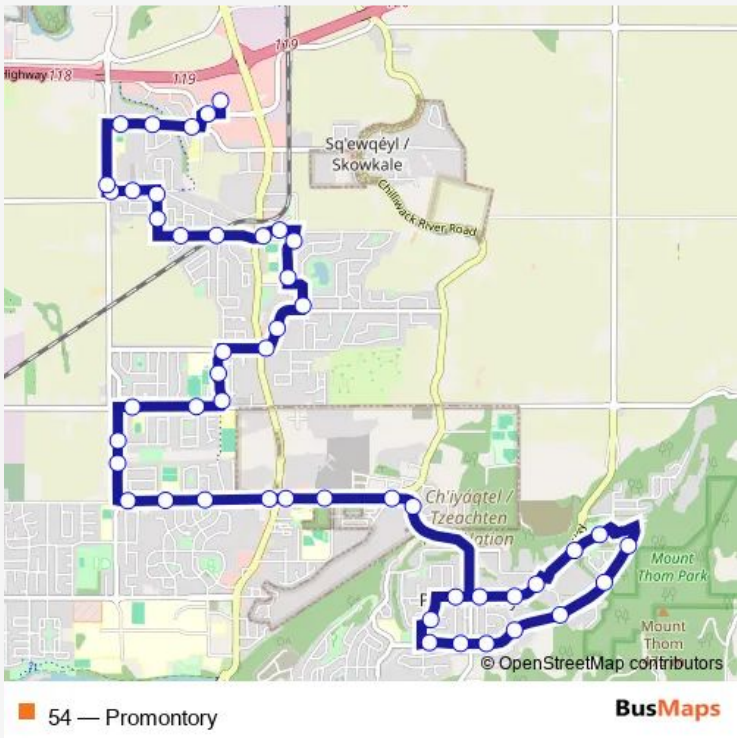 119
Highway 118
119
Sq'ewqéyl /
Skowkale
Chilliwack River Road
Ch'iyáqtel /
Tzeachten
Mount
Thom Park
Mount
Thom
© OpenStreetMap contributors
54 — Promontory
BusMaps